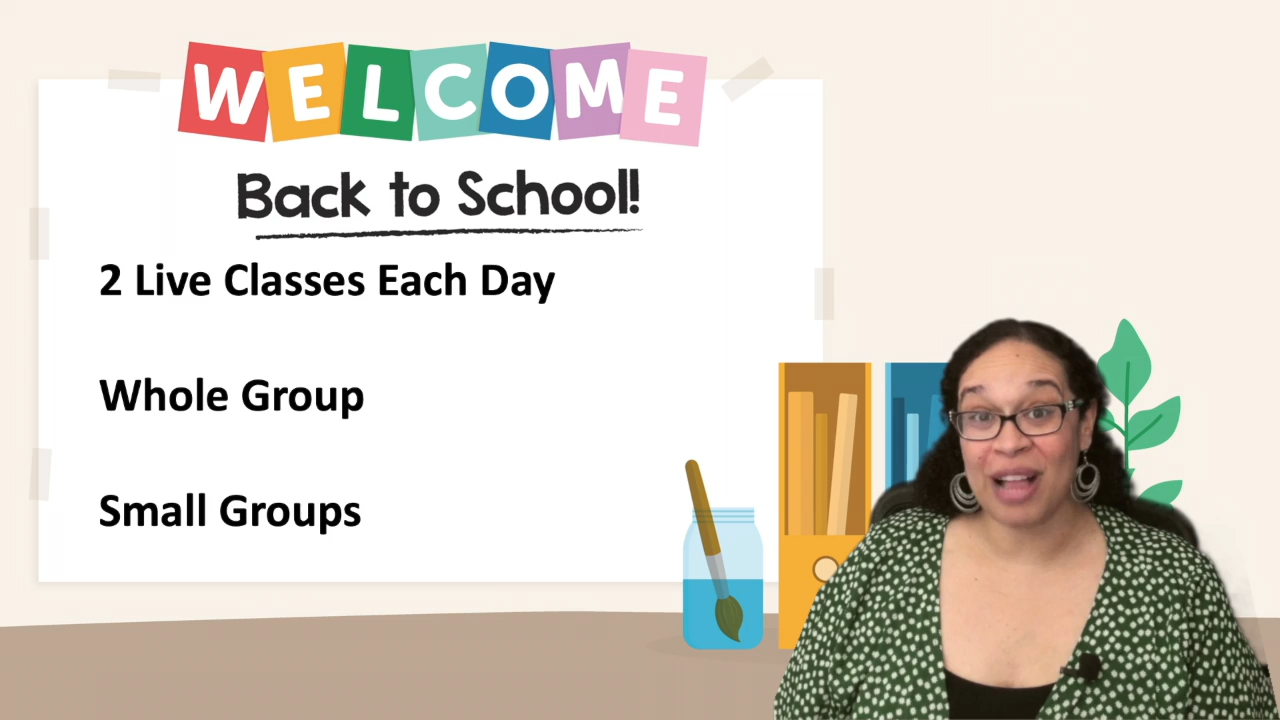 WELCOME
Back to School!
2 Live Classes Each Day
Whole Group
Small Groups